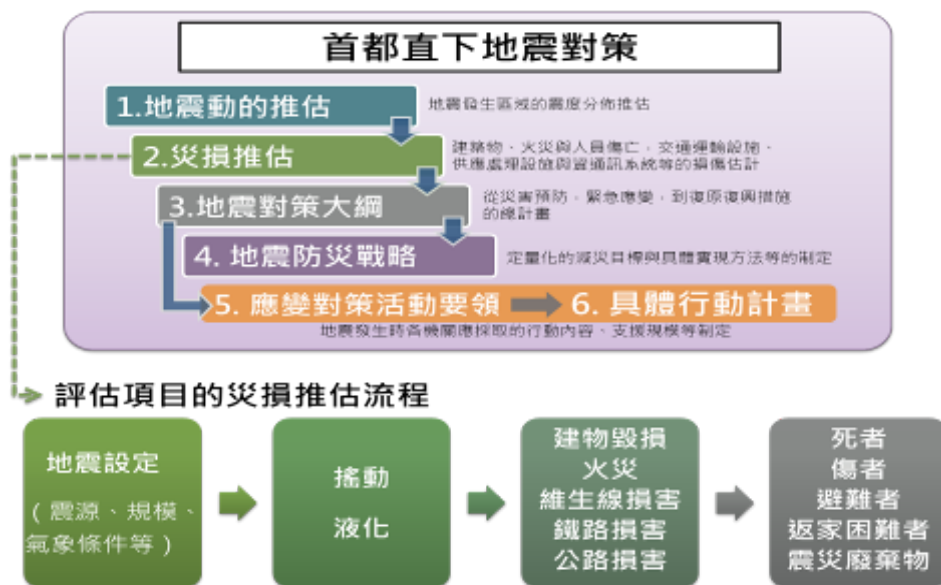 首都直下地震對策
1.地震動的推估
地震發生區域的震度分佈推估
2.災損推估
建築物、火災與人員傷亡，交通運輸設施、
供應處理設施與資通訊系統等的損傷估計
3.地震對策大綱
從災害預防、緊急應變，到復原復興措施
的總計畫
4. 地震防災戰略
定量化的減災目標與具體實現方法等的制定
5. 應變對策活動要領
6. 具體行動計畫
地震發生時各機關應採取的行動內容、支援規模等制定
評估項目的災損推估流程
地震設定
（震源、規模、
氣象條件等）
搖動
液化
建物毀損
火災
維生線損害
鐵路損害
公路損害
死者
傷者
避難者
返家困難者
震災廢棄物